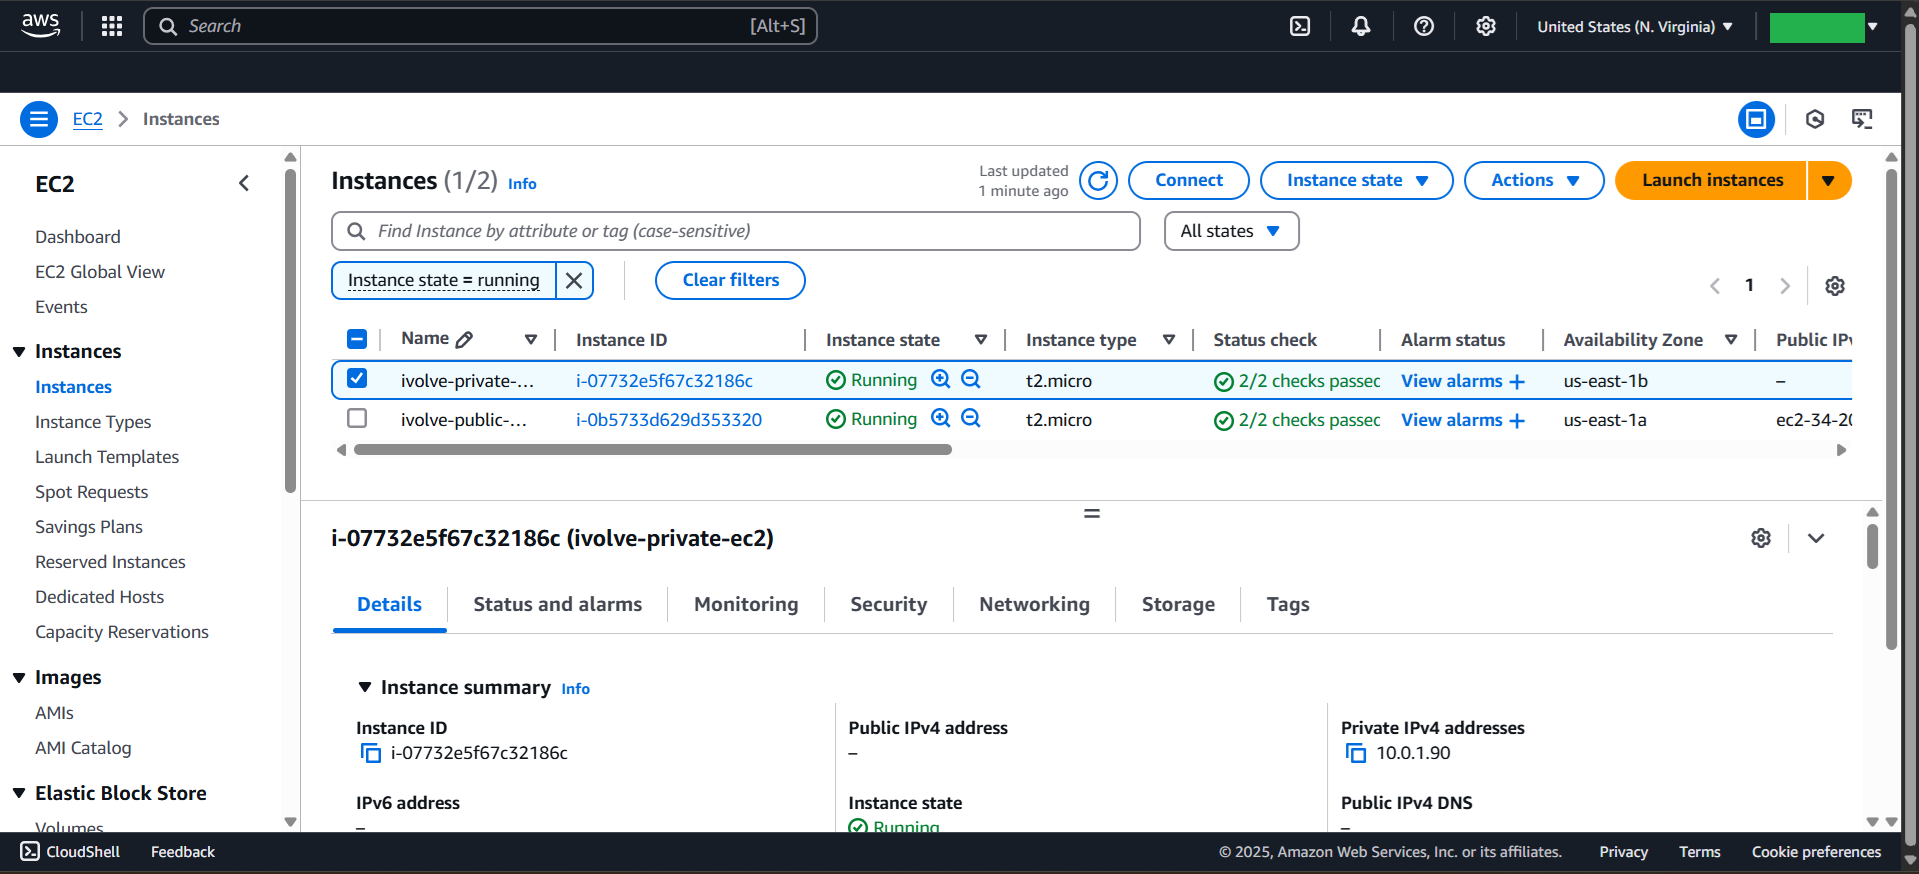 aws
Search [Alt+S]
United States (N. Virginia)
EC2 Instances
EC2
Dashboard
EC2 Global View
Events
Instances
Instances
Instance Types
Launch Templates
Spot Requests
Savings Plans
Reserved Instances
Dedicated Hosts
Capacity Reservations
Images
AMIs
AMI Catalog
Elastic Block Store
Volumes
Instances (1/2) Info
Last updated
1 minute ago
Connect
Instance state
Actions
Launch instances
Find Instance by attribute or tag (case-sensitive)
All states
Instance state = running
Clear filters
1
Name Instance ID Instance state Instance type Status check Alarm status Availability Zone Public IPv
ivolve-private-... i-07732e5f67c32186c Running t2.micro 2/2 checks passec View alarms + us-east-1b –
ivolve-public-... i-0b5733d629d353320 Running t2.micro 2/2 checks passec View alarms + us-east-1a ec2-34-20
i-07732e5f67c32186c (ivolve-private-ec2)
Details Status and alarms Monitoring Security Networking Storage Tags
Instance summary Info
Instance ID
i-07732e5f67c32186c
Public IPv4 address
–
Private IPv4 addresses
10.0.1.90
IPv6 address
–
Instance state
Running
Public IPv4 DNS
–
CloudShell Feedback
© 2025, Amazon Web Services, Inc. or its affiliates. Privacy Terms Cookie preferences